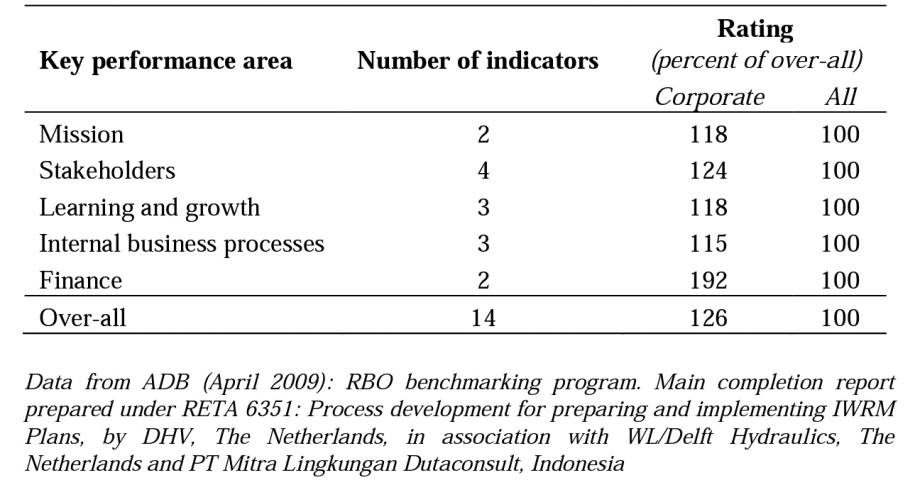 Rating
Key performance area Number of indicators (percent of over-all)
Corporate All
Mission 2 118 100
Stakeholders 4 124 100
Learning and growth 3 118 100
Internal business processes 3 115 100
Finance 2 192 100
Over-all 14 126 100
Data from ADB (April 2009): RBO benchmarking program. Main completion report
prepared under RETA 6351: Process development for preparing and implementing IWRM
Plans, by DHV, The Netherlands, in association with WL/Delft Hydraulics, The
Netherlands and PT Mitra Lingkungan Dutaconsult, Indonesia